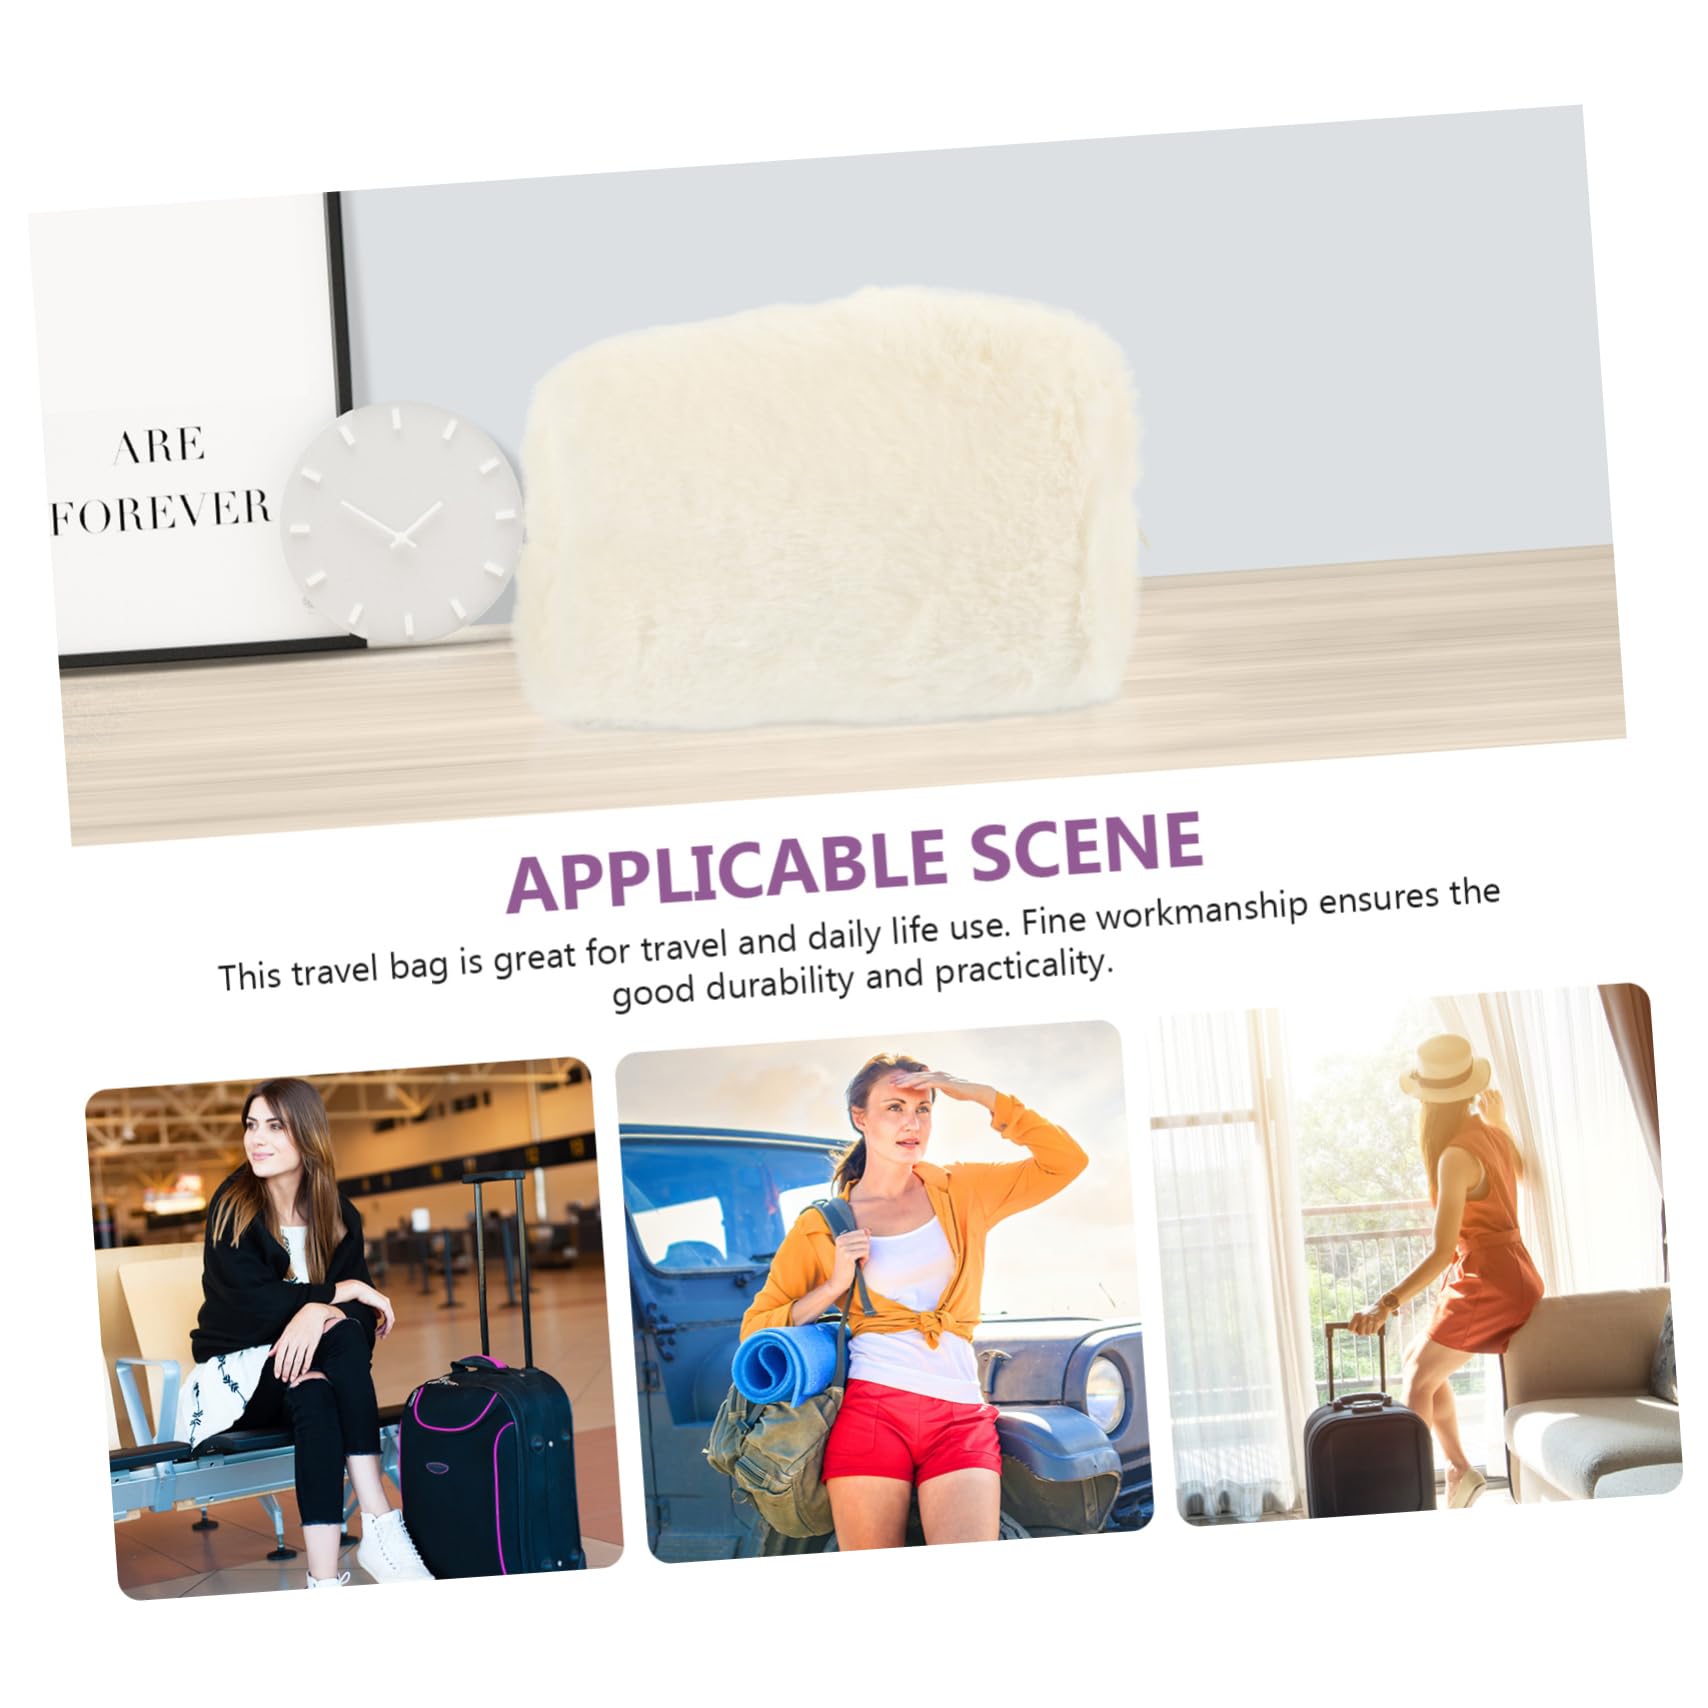 ARE
FOREVER
APPLICABLE SCENE
This travel bag is great for travel and daily life use. Fine workmanship ensures the
good durability and practicality.